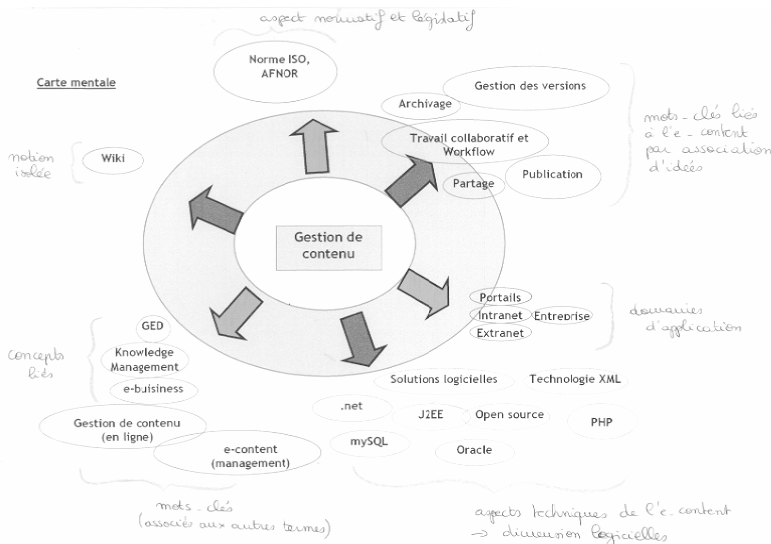 aspect normatif et législatif
Norme ISO,
AFNOR
Carte mentale
Gestion des versions
Archivage
Travail collaboratif et
Workflow
Partage
Publication
mots-clés liés
à l'e-content
par association
d'idées
notion
isolée
Wiki
Gestion de
contenu
Portails
Intranet
Entreprise
Extranet
domaines
d'application
concepts
liés
GED
Knowledge
Management
e-buisiness
Gestion de contenu
(en ligne)
e-content
(management)
Solutions logicielles
Technologie XML
.net
J2EE
Open source
PHP
mySQL
Oracle
mots-clés
(associés aux autres termes)
aspects techniques de l'e-content
→ dimension logicielles